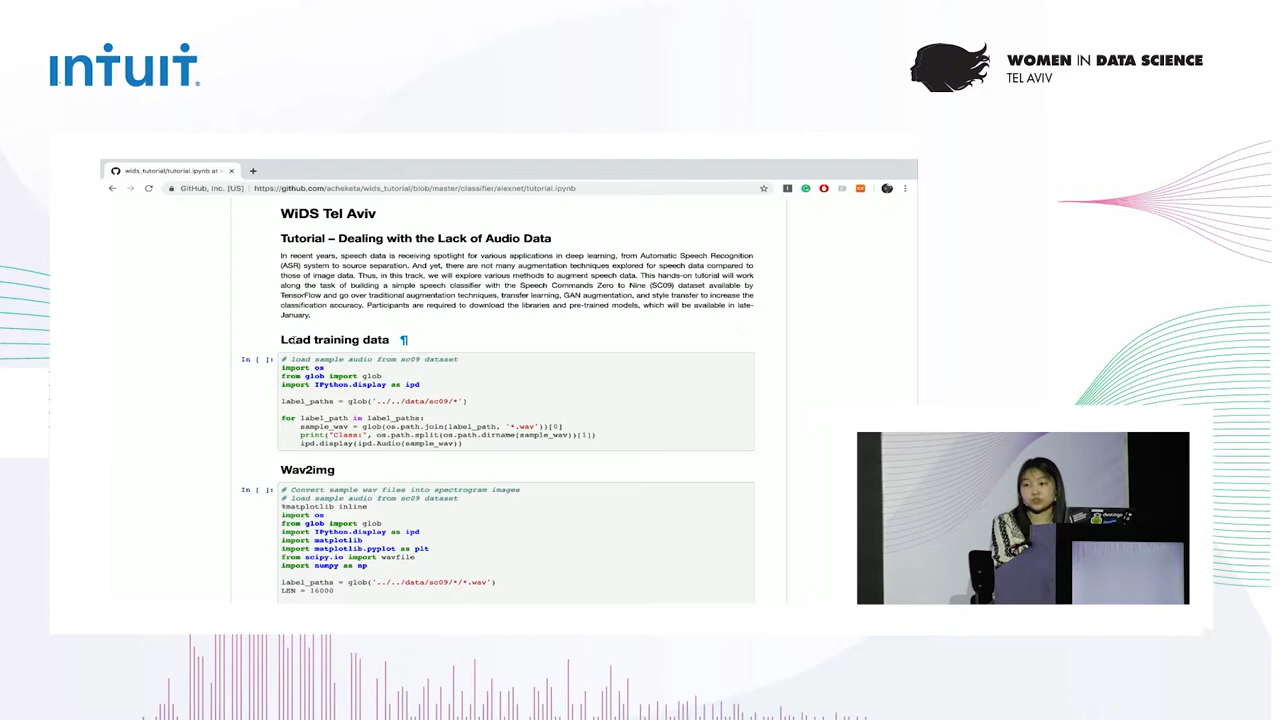 INTUIT
WOMEN IN DATA SCIENCE
TEL AVIV
wids_tutorial/tutorial.ipynb at
GitHub, Inc. [US]
https://github.com/acheketa/wids_tutorial/blob/master/classifier/alexnet/tutorial.ipynb
WiDS Tel Aviv
Tutorial – Dealing with the Lack of Audio Data
In recent years, speech data is receiving spotlight for various applications in deep learning, from Automatic Speech Recognition
(ASR) system to source separation. And yet, there are not many augmentation techniques explored for speech data compared to
those of image data. Thus, in this track, we will explore various methods to augment speech data. This hands-on tutorial will work
along the task of building a simple speech classifier with the Speech Commands Zero to Nine (SC09) dataset available by
TensorFlow and go over traditional augmentation techniques, transfer learning, GAN augmentation, and style transfer to increase the
classification accuracy. Participants are required to download the libraries and pre-trained models, which will be available in late-
January.
Load training data ¶
In [ ]:
# load sample audio from sc09 dataset
import os
from glob import glob
import IPython.display as ipd
label_paths = glob('../../data/sc09/*')
for label_path in label_paths:
sample_wav = glob(os.path.join(label_path, '*.wav'))[0]
print("Class:", os.path.split(os.path.dirname(sample_wav))[1])
ipd.display(ipd.Audio(sample_wav))
Wav2img
In [ ]:
# Convert sample wav files into spectrogram images
# load sample audio from sc09 dataset
%matplotlib inline
import os
from glob import glob
import IPython.display as ipd
import matplotlib
import matplotlib.pyplot as plt
from scipy.io import wavfile
import numpy as np
label_paths = glob('../../data/sc09/*/*.wav')
LEN = 16000